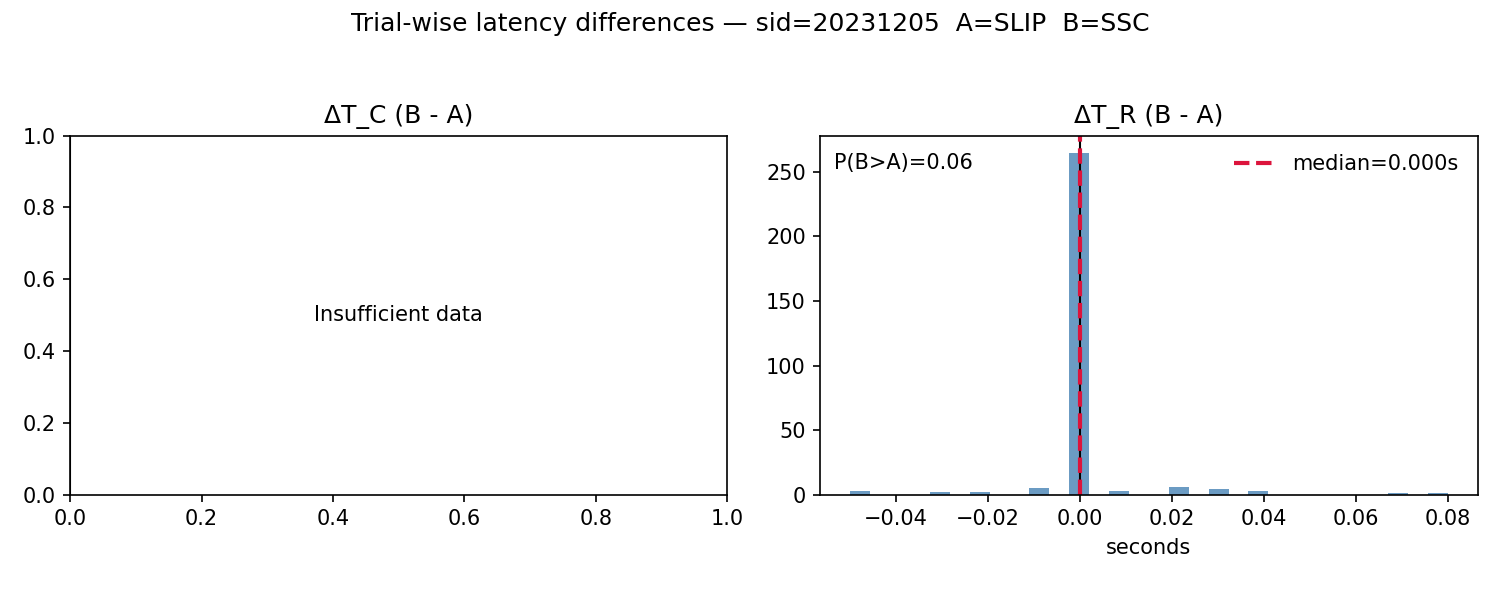 Trial-wise latency differences — sid=20231205  A=SLIP  B=SSC
ΔT_C (B - A)
1.0
0.8
0.6
0.4
0.2
0.0
Insufficient data
0.0 0.2 0.4 0.6 0.8 1.0
ΔT_R (B - A)
P(B>A)=0.06
median=0.000s
250
200
150
100
50
0
−0.04 −0.02 0.00 0.02 0.04 0.06 0.08
seconds